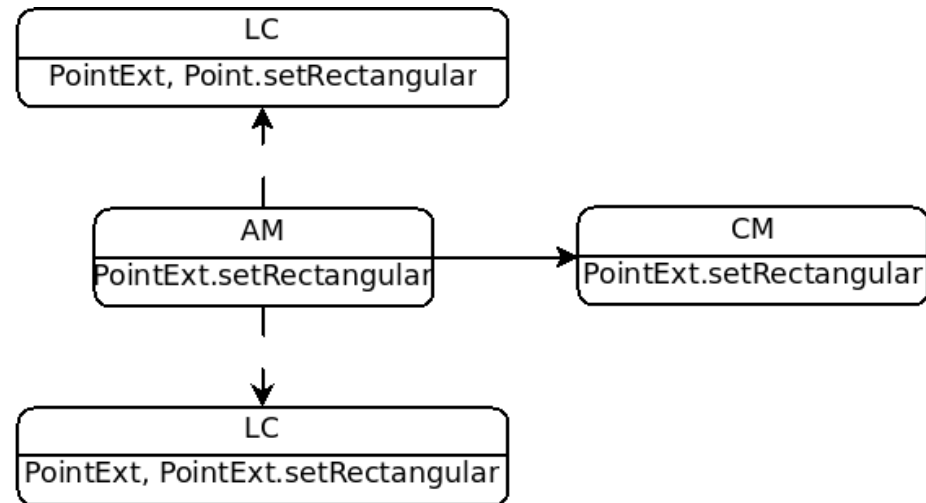 LC
PointExt, Point.setRectangular
AM
PointExt.setRectangular
CM
PointExt.setRectangular
LC
PointExt, PointExt.setRectangular